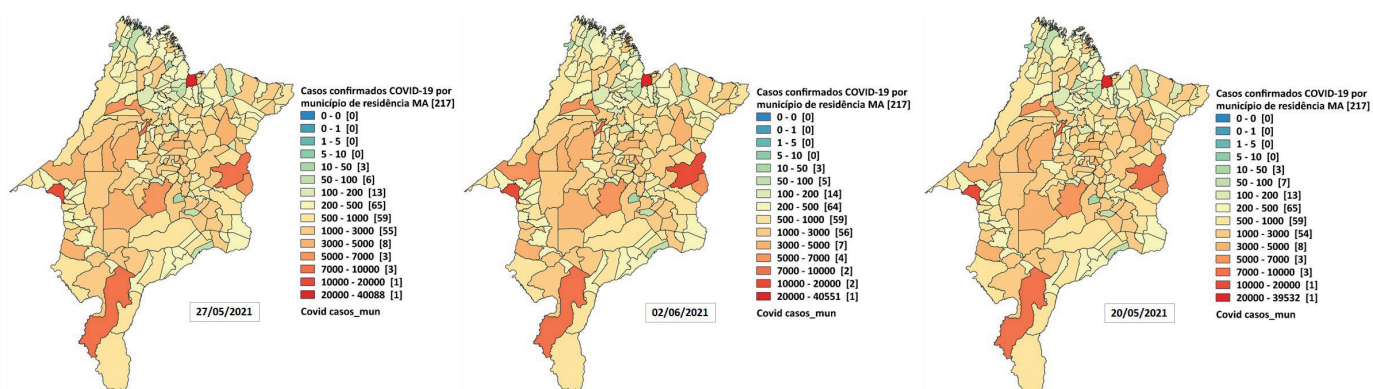 Casos confirmados COVID-19 por
município de residência MA [217]
0 - 0 [0]
0 - 1 [0]
1 - 5 [0]
5 - 10 [0]
10 - 50 [3]
50 - 100 [6]
100 - 200 [13]
200 - 500 [65]
500 - 1000 [59]
1000 - 3000 [55]
3000 - 5000 [8]
5000 - 7000 [3]
7000 - 10000 [3]
10000 - 20000 [1]
20000 - 40088 [1]
Covid casos_mun
27/05/2021
Casos confirmados COVID-19 por
município de residência MA [217]
0 - 0 [0]
0 - 1 [0]
1 - 5 [0]
5 - 10 [0]
10 - 50 [3]
50 - 100 [5]
100 - 200 [14]
200 - 500 [64]
500 - 1000 [59]
1000 - 3000 [56]
3000 - 5000 [7]
5000 - 7000 [4]
7000 - 10000 [2]
10000 - 20000 [2]
20000 - 40551 [1]
Covid casos_mun
02/06/2021
Casos confirmados COVID-19 por
município de residência MA [217]
0 - 0 [0]
0 - 1 [0]
1 - 5 [0]
5 - 10 [0]
10 - 50 [3]
50 - 100 [7]
100 - 200 [13]
200 - 500 [65]
500 - 1000 [59]
1000 - 3000 [54]
3000 - 5000 [8]
5000 - 7000 [3]
7000 - 10000 [3]
10000 - 20000 [1]
20000 - 39532 [1]
Covid casos_mun
20/05/2021